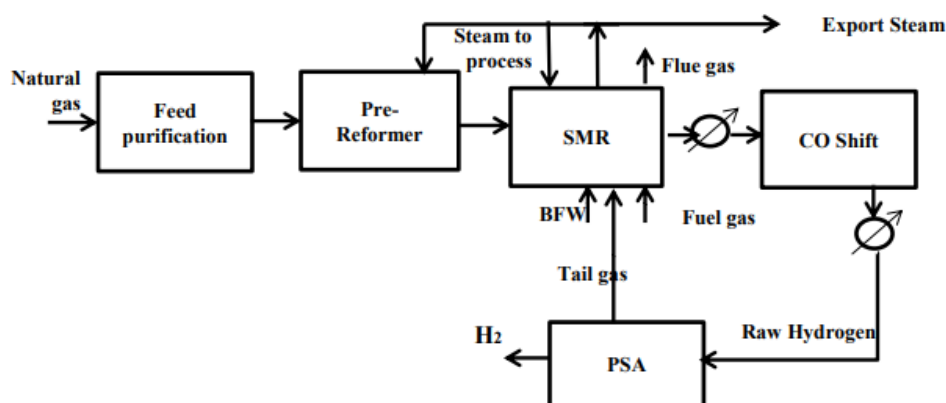 Export Steam
Steam to
process
Flue gas
Natural
gas
Feed
purification
Pre-
Reformer
SMR
CO Shift
BFW
Fuel gas
Tail gas
H₂
PSA
Raw Hydrogen